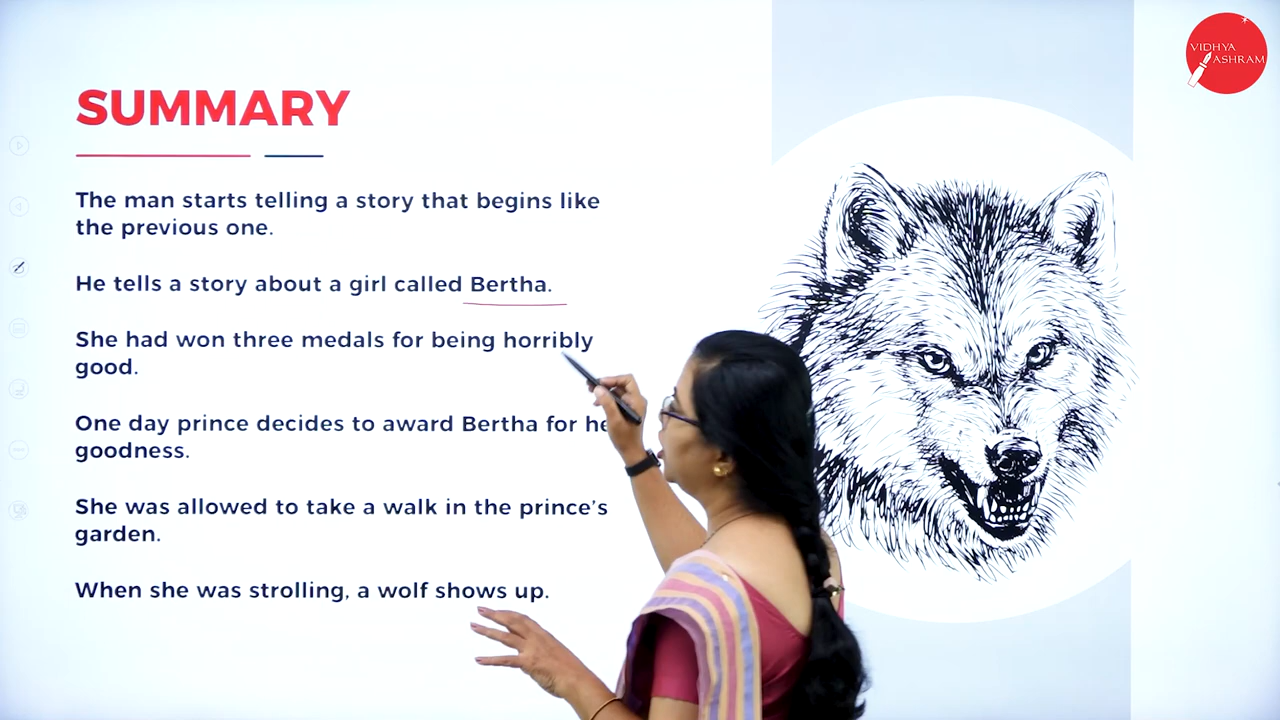 VIDHYA
ASHRAM
SUMMARY
The man starts telling a story that begins like
the previous one.
He tells a story about a girl called Bertha.
She had won three medals for being horribly
good.
One day prince decides to award Bertha for he
goodness.
She was allowed to take a walk in the prince's
garden.
When she was strolling, a wolf shows up.